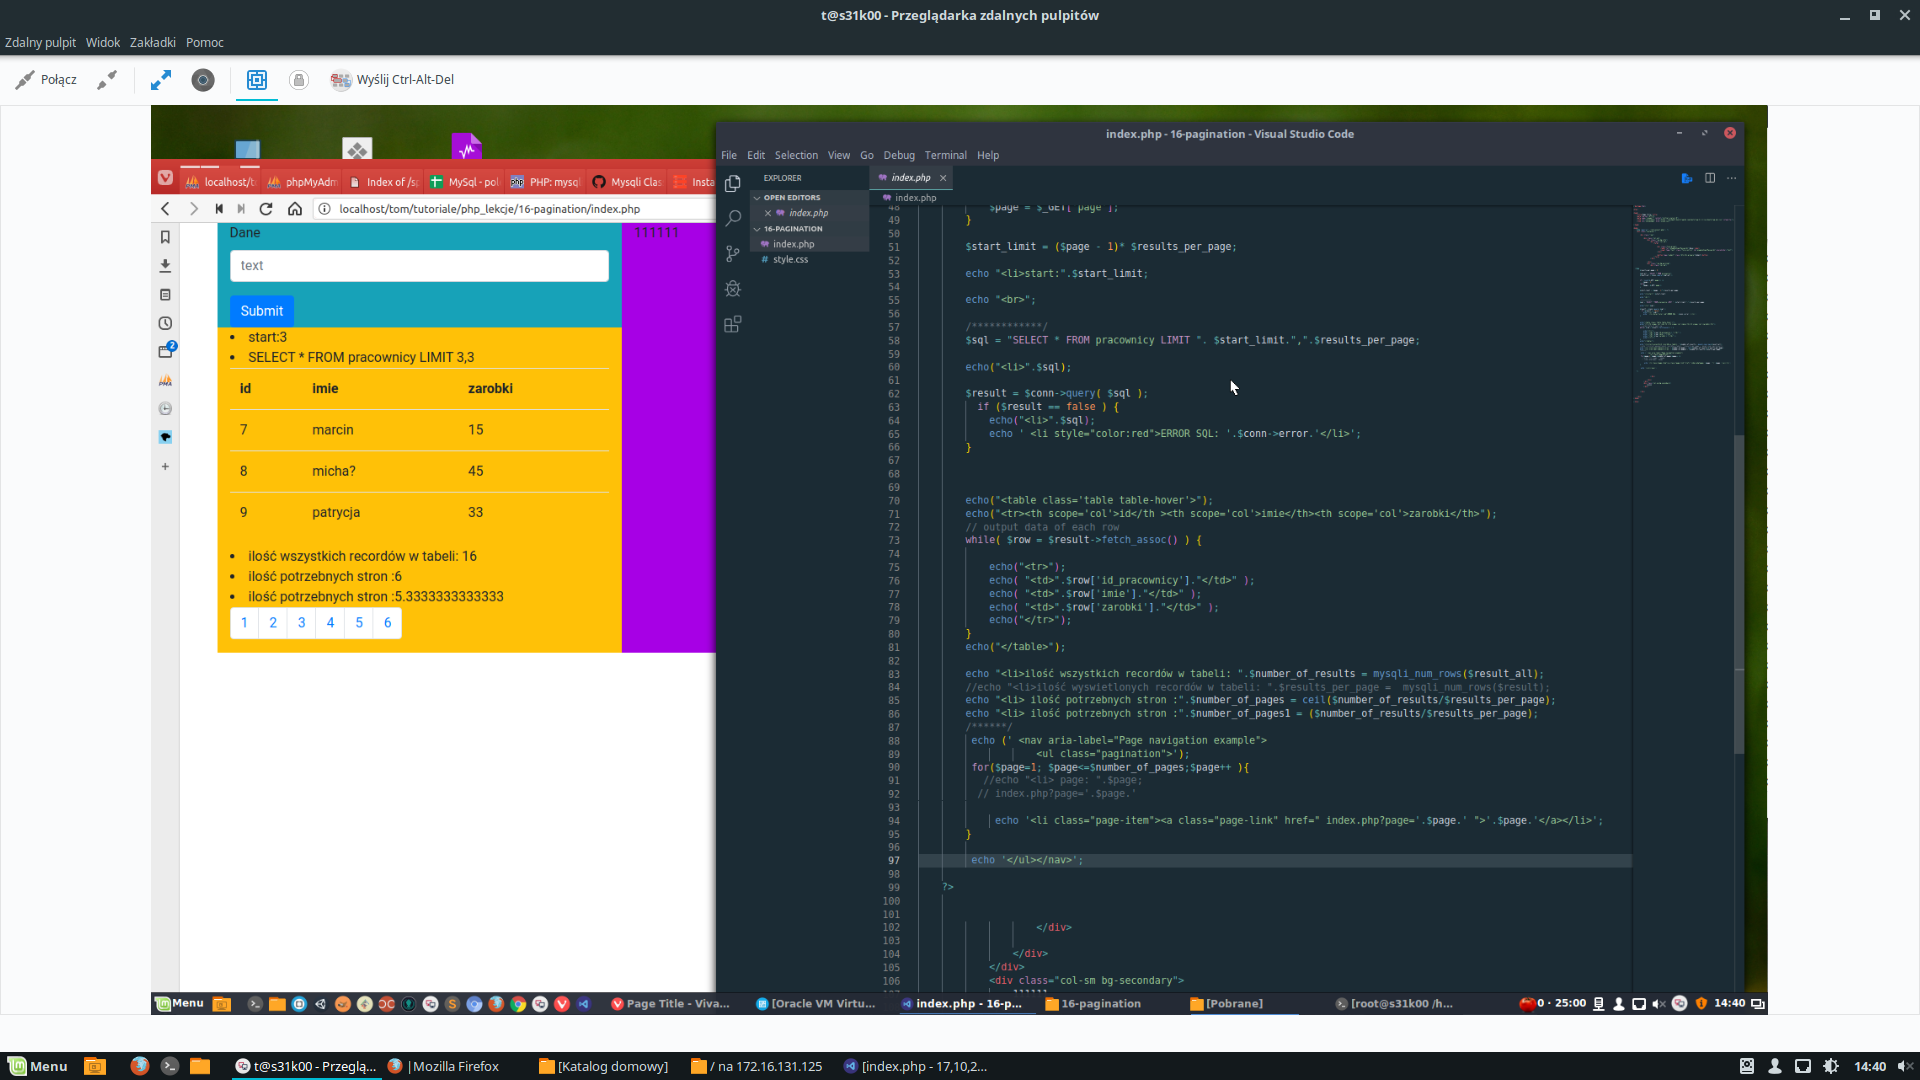 t@s31k00 - Przeglądarka zdalnych pulpitów
Zdalny pulpit Widok Zakładki Pomoc
Połącz
Wyślij Ctrl-Alt-Del
localhost/t
phpMyAdm
Index of /s
MySql - pol
PHP: mysq
Mysqli Clas
Insta
localhost/tom/tutoriale/php_lekcje/16-pagination/index.php
2
Dane
text
Submit
111111
start:3
SELECT * FROM pracownicy LIMIT 3,3
id imie zarobki
7 marcin 15
8 micha? 45
9 patrycja 33
ilość wszystkich recordów w tabeli: 16
ilość potrzebnych stron :6
ilość potrzebnych stron :5.3333333333333
1 2 3 4 5 6
index.php - 16-pagination - Visual Studio Code
File Edit Selection View Go Debug Terminal Help
EXPLORER
OPEN EDITORS
index.php
16-PAGINATION
index.php
style.css
index.php
index.php
48 $page = $_GET['page'];
49 }
50
51 $start_limit = ($page - 1)* $results_per_page;
52
53 echo "<li>start:".$start_limit;
54
55 echo "<br>";
56
57 /************/
58 $sql = "SELECT * FROM pracownicy LIMIT ". $start_limit.",".$results_per_page;
59
60 echo("<li>".$sql);
61
62 $result = $conn->query( $sql );
63 if ($result == false ) {
64 echo("<li>".$sql);
65 echo ' <li style="color:red">ERROR SQL: '.$conn->error.'</li>';
66 }
67
68
69
70 echo("<table class='table table-hover'>");
71 echo("<tr><th scope='col'>id</th ><th scope='col'>imie</th><th scope='col'>zarobki</th>");
72 // output data of each row
73 while( $row = $result->fetch_assoc() ) {
74
75 echo("<tr>");
76 echo( "<td>".$row['id_pracownicy']."</td>" );
77 echo( "<td>".$row['imie']."</td>" );
78 echo( "<td>".$row['zarobki']."</td>" );
79 echo("</tr>");
80 }
81 echo("</table>");
82
83 echo "<li>ilość wszystkich recordów w tabeli: ".$number_of_results = mysqli_num_rows($result_all);
84 //echo "<li>ilość wyswietlonych recordów w tabeli: ".$results_per_page =  mysqli_num_rows($result);
85 echo "<li> ilość potrzebnych stron :".$number_of_pages = ceil($number_of_results/$results_per_page);
86 echo "<li> ilość potrzebnych stron :".$number_of_pages1 = ($number_of_results/$results_per_page);
87 /******/
88 echo (' <nav aria-label="Page navigation example">
89 <ul class="pagination">');
90 for($page=1; $page<=$number_of_pages;$page++ ){
91 //echo "<li> page: ".$page;
92 // index.php?page='.$page.'
93
94 echo '<li class="page-item"><a class="page-link" href=" index.php?page='.$page.' ">'.$page.'</a></li>';
95 }
96
97 echo '</ul></nav>';
98
99 ?>
100
101
102 </div>
103
104 </div>
105 </div>
106 <div class="col-sm bg-secondary">
Menu
Page Title - Viva...
[Oracle VM Virtu...
index.php - 16-p...
16-pagination
[Pobrane]
[root@s31k00 /h...
0 · 25:00
14:40
Menu
t@s31k00 - Przeglą...
|Mozilla Firefox
[Katalog domowy]
/ na 172.16.131.125
[index.php - 17,10,2...
14:40